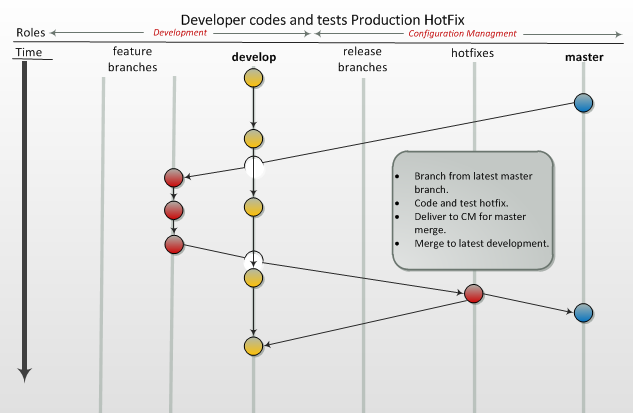 Developer codes and tests Production HotFix
Roles
Development
Configuration Managment
Time
feature
branches
develop
release
branches
hotfixes
master
• Branch from latest master
branch.
• Code and test hotfix.
• Deliver to CM for master
merge.
• Merge to latest development.